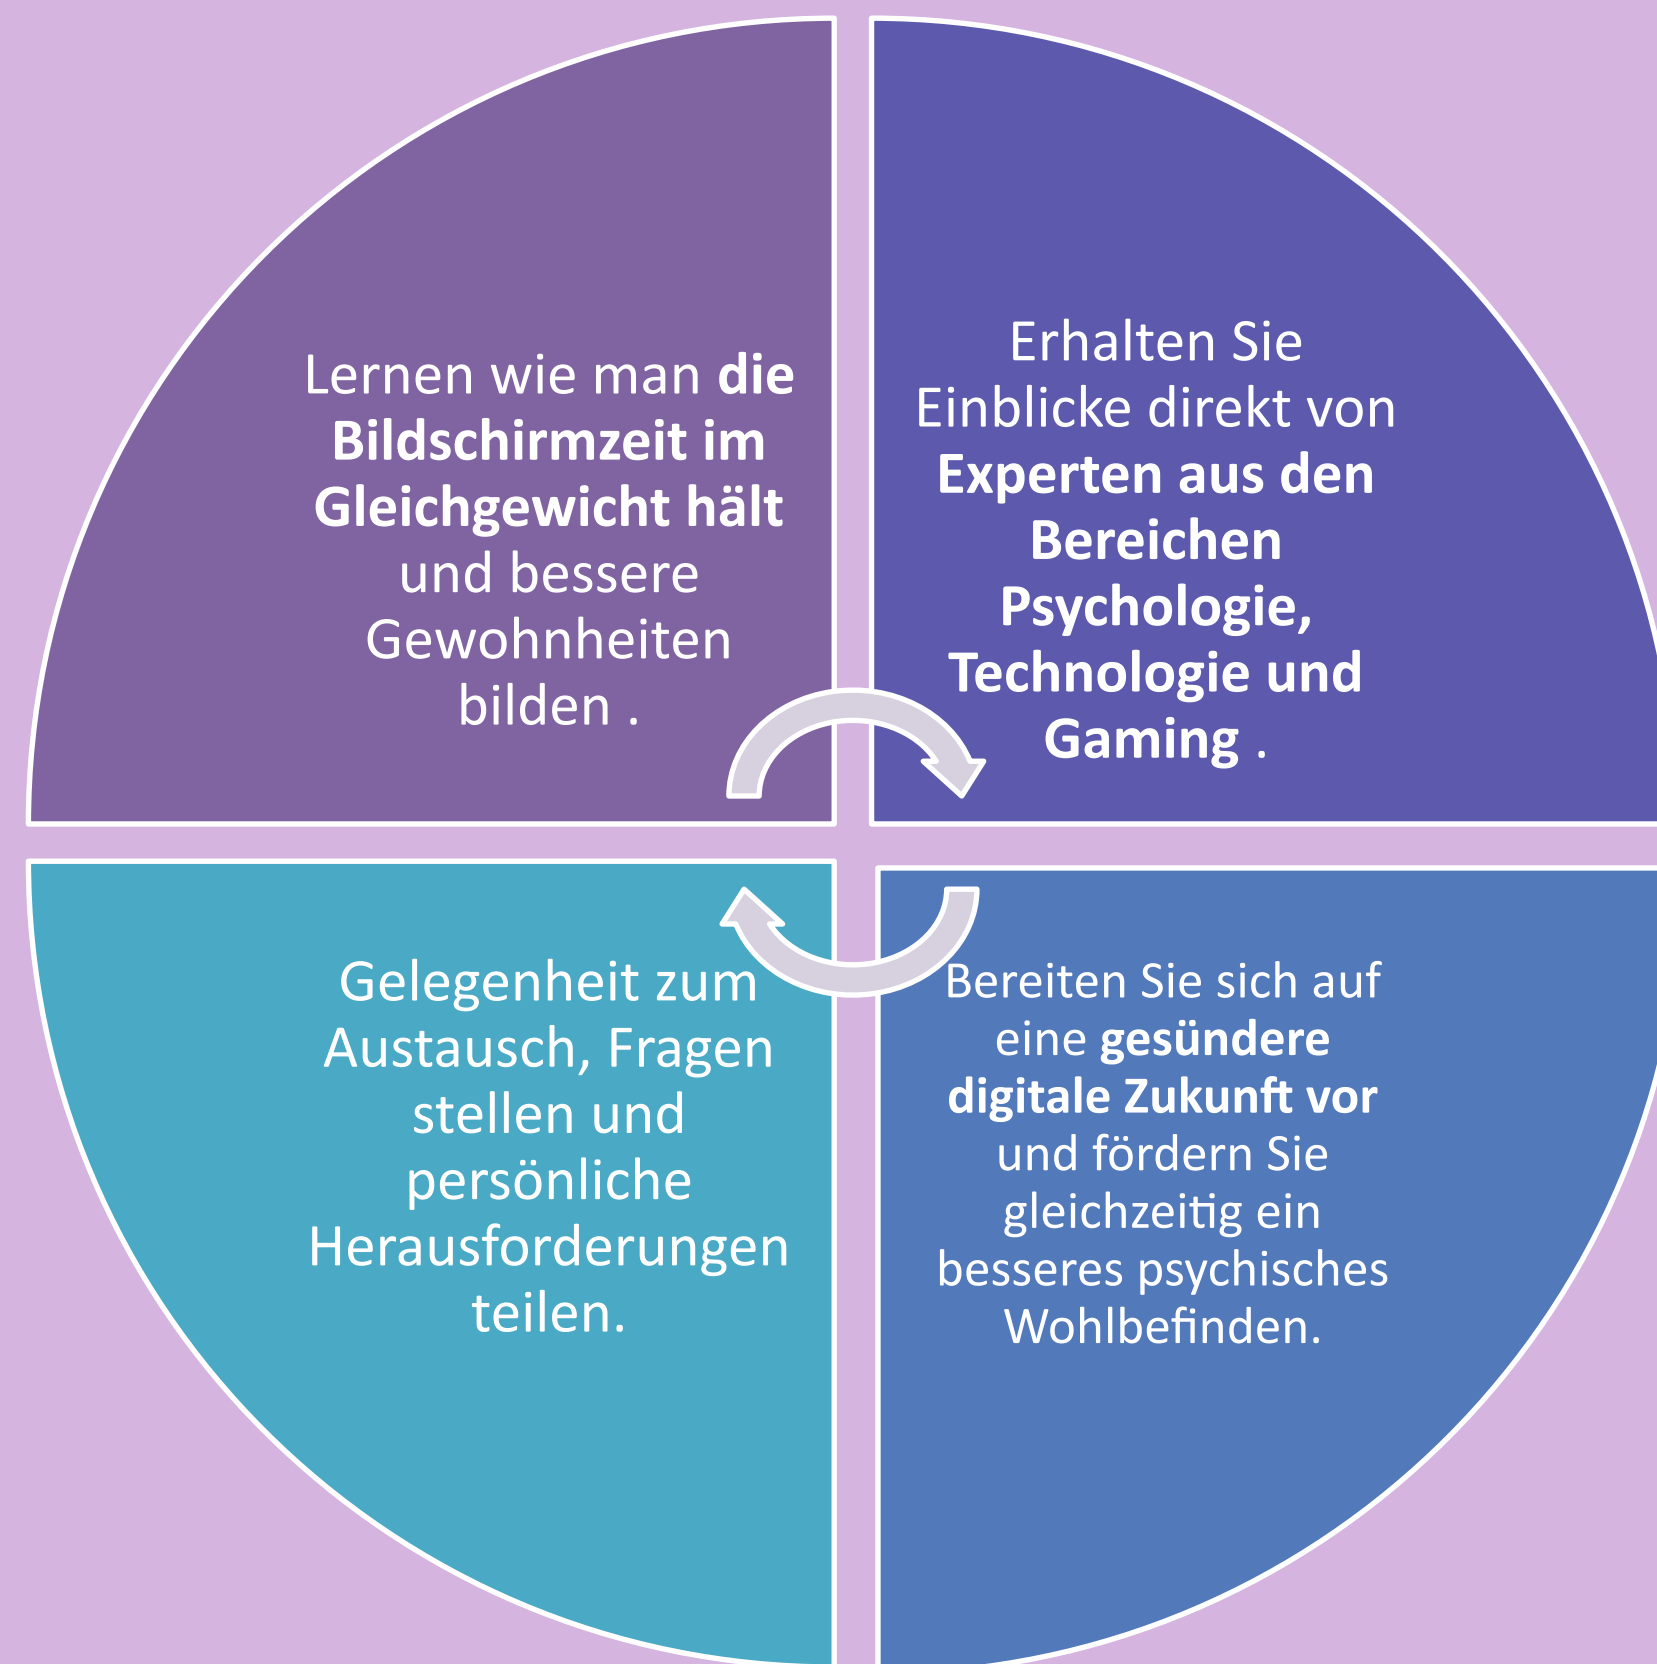 Lernen wie man die
Bildschirmzeit im
Gleichgewicht hält
und bessere
Gewohnheiten
bilden .
Erhalten Sie
Einblicke direkt von
Experten aus den
Bereichen
Psychologie,
Technologie und
Gaming .
Gelegenheit zum
Austausch, Fragen
stellen und
persönliche
Herausforderungen
teilen.
Bereiten Sie sich auf
eine gesündere
digitale Zukunft vor
und fördern Sie
gleichzeitig ein
besseres psychisches
Wohlbefinden.